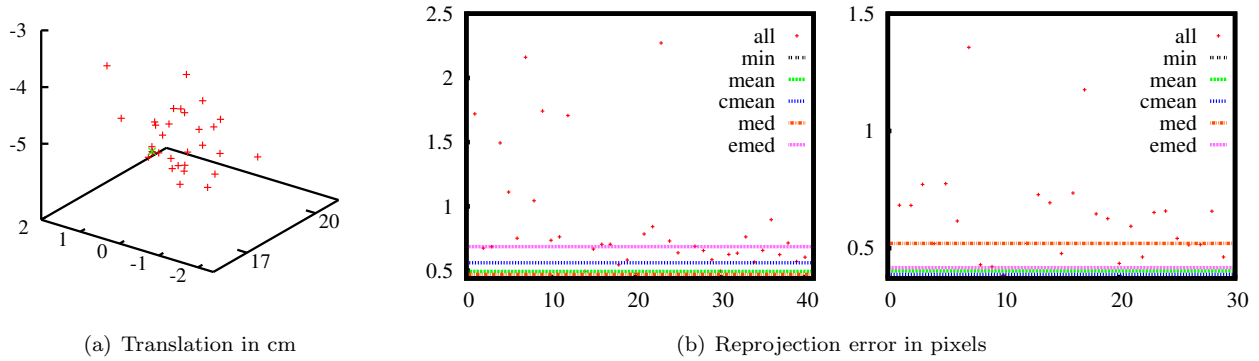 -3
-4
-5
2
1
0
-1
-2
17
20
(a) Translation in cm
2.5
2
1.5
1
0.5
0
10
20
30
40
all
min
mean
cmean
med
emed
1.5
1
0.5
0
10
20
30
all
min
mean
cmean
med
emed
(b) Reprojection error in pixels